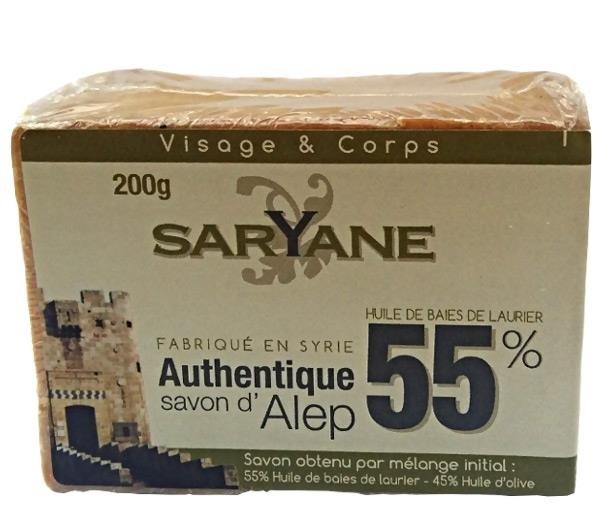 Visage & Corps
200g
SARYANE
HUILE DE BAIES DE LAURIER
55%
FABRIQUÉ EN SYRIE
Authentique
savon d'Alep
Savon obtenu par mélange initial :
55% Huile de baies de laurier - 45% Huile d'olive